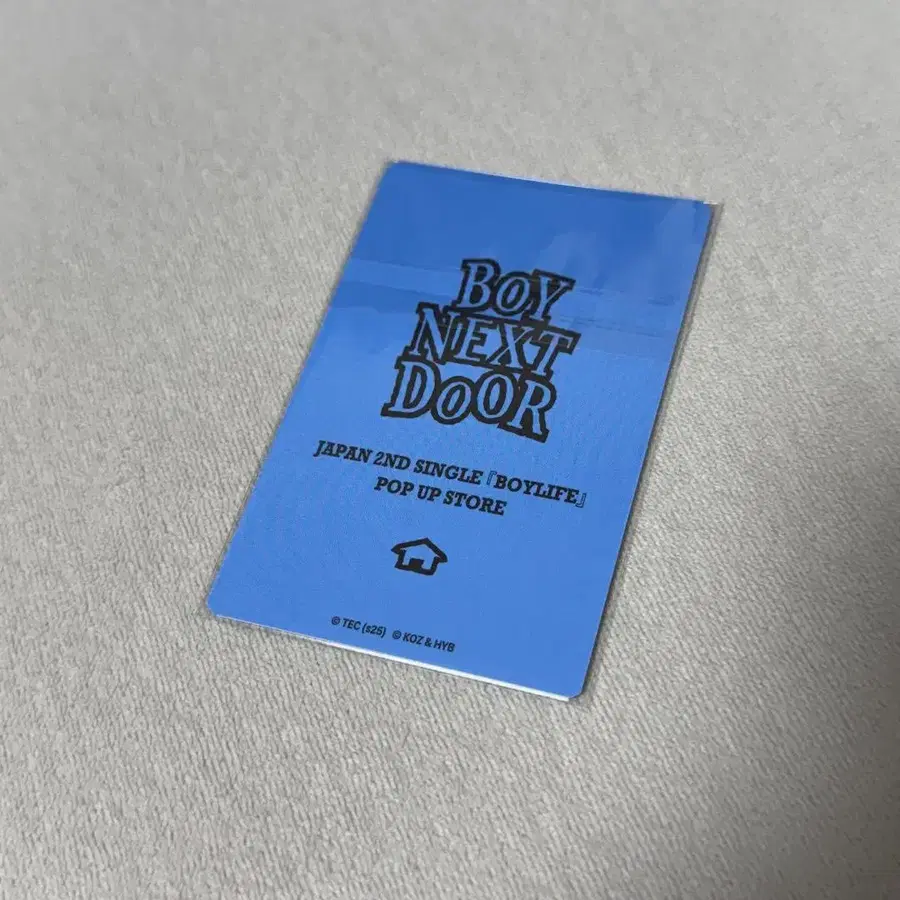 BOY
NEXT
DOOR
JAPAN 2ND SINGLE『BOYLIFE』
POP UP STORE
© TEC (s25) © KOZ & HYB